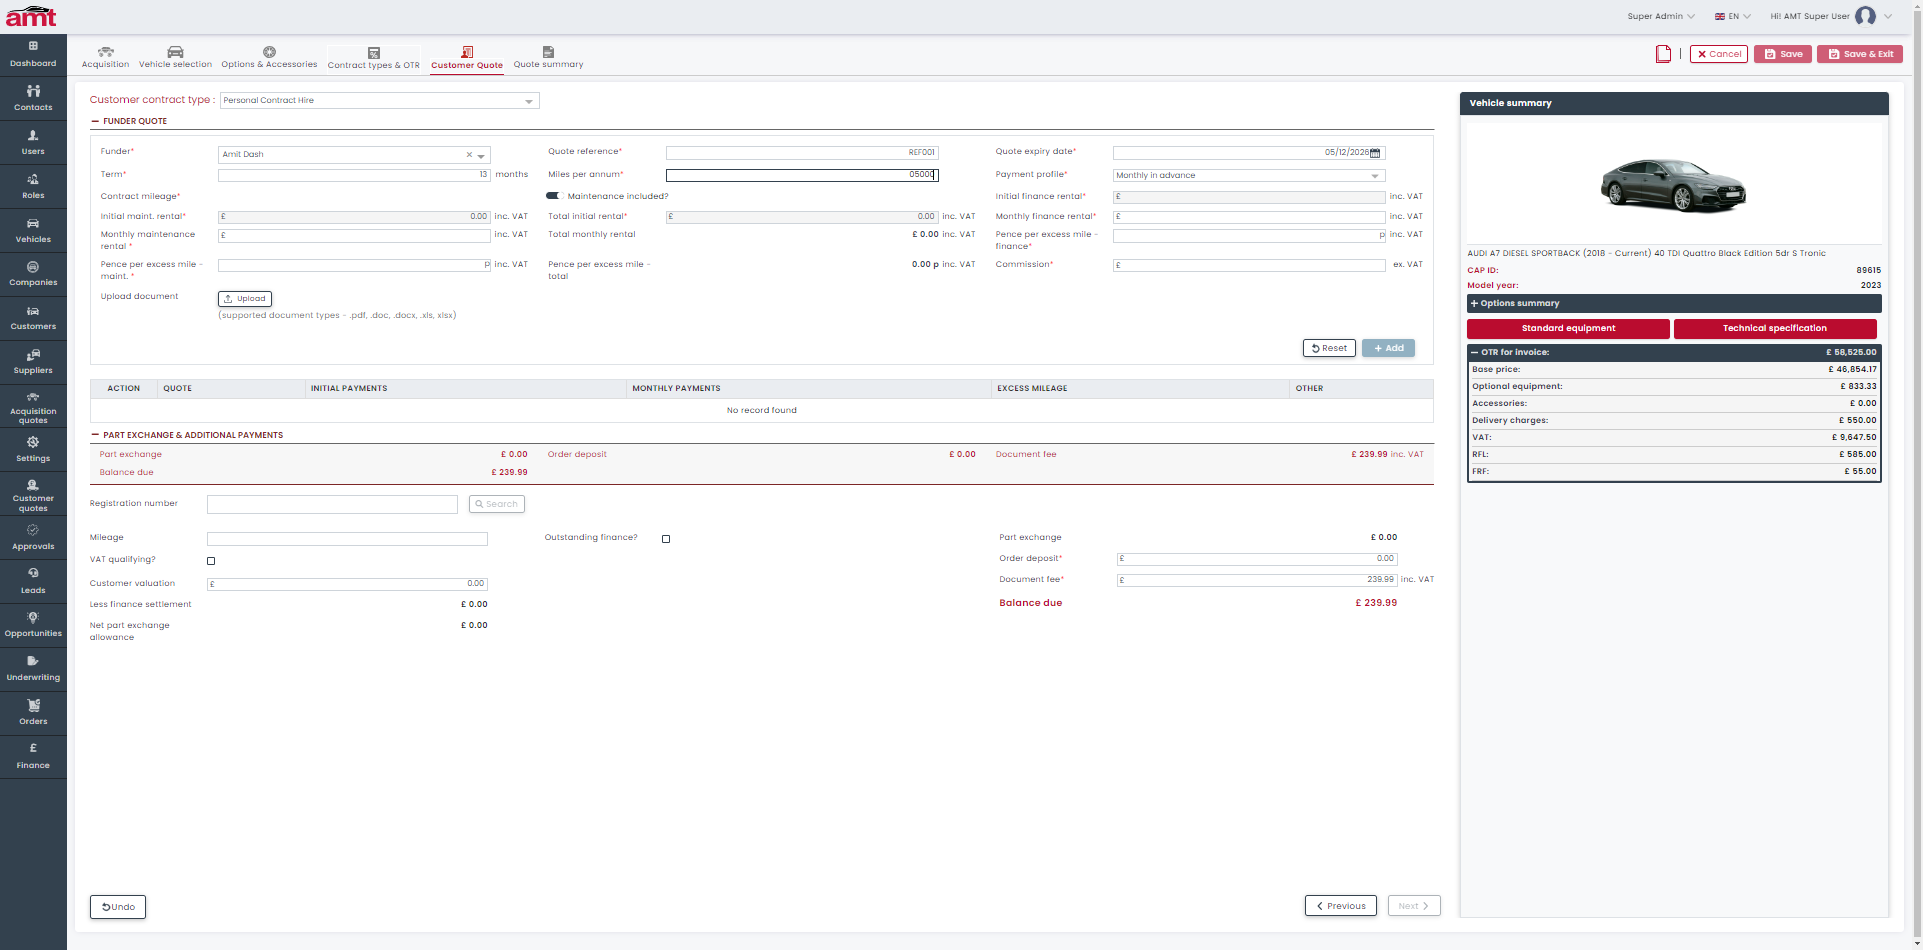 amt
Super Admin
EN
Hi! AMT Super User
Dashboard
Contacts
Users
Roles
Vehicles
Companies
Customers
Suppliers
Acquisition quotes
Settings
Customer quotes
Approvals
Leads
Opportunities
Underwriting
Orders
Finance
Acquisition
Vehicle selection
Options & Accessories
Contract types & OTR
Customer Quote
Quote summary
Cancel
Save
Save & Exit
Customer contract type : Personal Contract Hire
FUNDER QUOTE
Funder* Amit Dash
Quote reference* REF001
Quote expiry date* 05/12/2026
Term* 13 months
Miles per annum* 05000
Payment profile* Monthly in advance
Contract mileage*
Maintenance included?
Initial finance rental* £ inc. VAT
Initial maint. rental* £ 0.00 inc. VAT
Total initial rental* £ 0.00 inc. VAT
Monthly finance rental* £ inc. VAT
Monthly maintenance rental * £ inc. VAT
Total monthly rental £ 0.00 inc. VAT
Pence per excess mile - finance* p inc. VAT
Pence per excess mile - maint. * p inc. VAT
Pence per excess mile - total 0.00 p inc. VAT
Commission* £ ex. VAT
Upload document
Upload
(supported document types - .pdf, .doc, .docx, .xls, xlsx)
Reset
+ Add
ACTION QUOTE INITIAL PAYMENTS MONTHLY PAYMENTS EXCESS MILEAGE OTHER
No record found
PART EXCHANGE & ADDITIONAL PAYMENTS
Part exchange £ 0.00
Order deposit £ 0.00
Document fee £ 239.99 inc. VAT
Balance due £ 239.99
Registration number
Search
Mileage
Outstanding finance?
Part exchange £ 0.00
VAT qualifying?
Order deposit* £ 0.00
Customer valuation £ 0.00
Document fee* £ 239.99 inc. VAT
Less finance settlement £ 0.00
Balance due £ 239.99
Net part exchange allowance £ 0.00
Undo
Previous
Next
Vehicle summary
AUDI A7 DIESEL SPORTBACK (2018 - Current) 40 TDI Quattro Black Edition 5dr S Tronic
CAP ID: 89615
Model year: 2023
+ Options summary
Standard equipment
Technical specification
OTR for invoice: £ 58,525.00
Base price: £ 46,854.17
Optional equipment: £ 833.33
Accessories: £ 0.00
Delivery charges: £ 550.00
VAT: £ 9,647.50
RFL: £ 585.00
FRF: £ 55.00